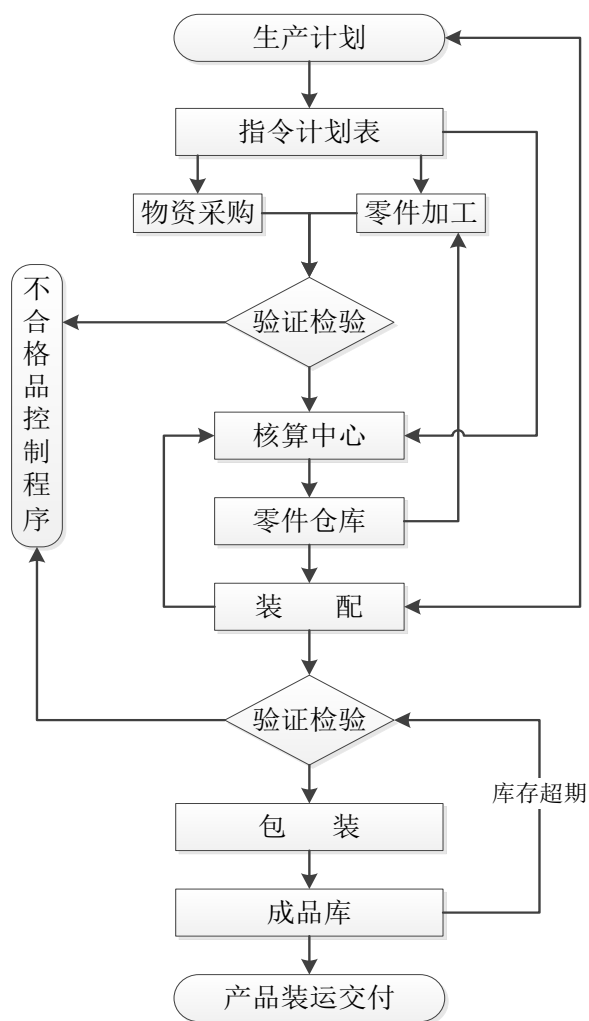 生产计划
指令计划表
物资采购
零件加工
不合格品控制程序
验证检验
核算中心
零件仓库
装 配
验证检验
库存超期
包 装
成品库
产品装运交付